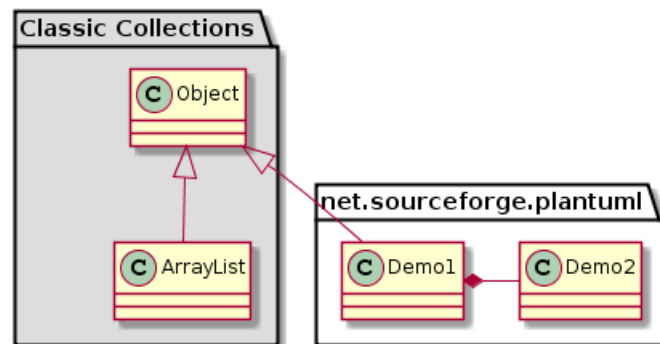 Classic Collections
C Object
net.sourceforge.plantuml
C ArrayList
C Demo1
C Demo2